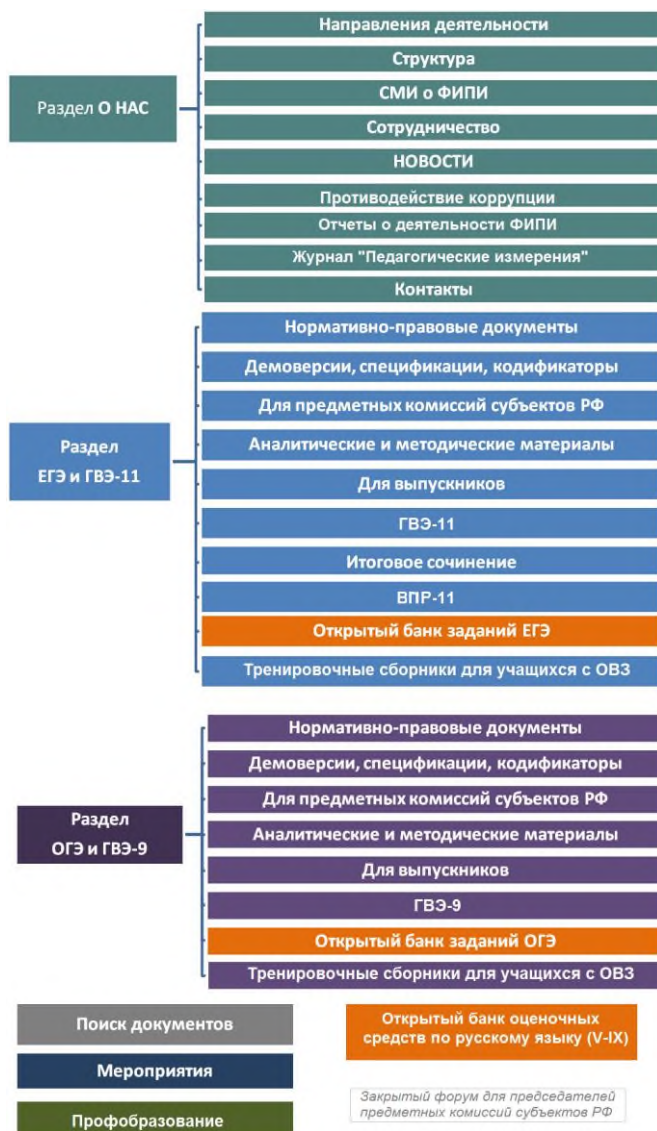 Раздел О НАС
Направления деятельности
Структура
СМИ о ФИПИ
Сотрудничество
НОВОСТИ
Противодействие коррупции
Отчеты о деятельности ФИПИ
Журнал "Педагогические измерения"
Контакты
Раздел
ЕГЭ и ГВЭ-11
Нормативно-правовые документы
Демоверсии, спецификации, кодификаторы
Для предметных комиссий субъектов РФ
Аналитические и методические материалы
Для выпускников
ГВЭ-11
Итоговое сочинение
ВПР-11
Открытый банк заданий ЕГЭ
Тренировочные сборники для учащихся с ОВЗ
Раздел
ОГЭ и ГВЭ-9
Нормативно-правовые документы
Демоверсии, спецификации, кодификаторы
Для предметных комиссий субъектов РФ
Аналитические и методические материалы
Для выпускников
ГВЭ-9
Открытый банк заданий ОГЭ
Тренировочные сборники для учащихся с ОВЗ
Поиск документов
Мероприятия
Профобразование
Открытый банк оценочных
средств по русскому языку (V-IX)
Закрытый форум для председателей
предметных комиссий субъектов РФ